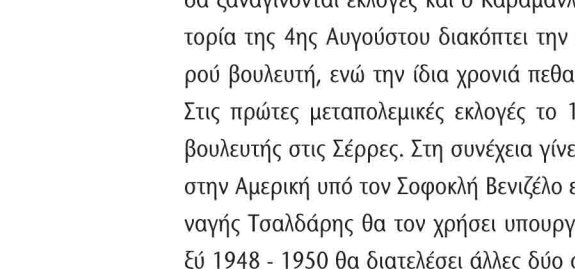 θα ξαναγίνονται εκλογές και ο Καραμανλ
τορία της 4ης Αυγούστου διακόπτει την
ρού βουλευτή, ενώ την ίδια χρονιά πεθα
Στις πρώτες μεταπολεμικές εκλογές το 1
βουλευτής στις Σέρρες. Στη συνέχεια γίνε
στην Αμερική υπό τον Σοφοκλή Βενιζέλο ε
ναγής Τσαλδάρης θα τον χρήσει υπουργ
ξύ 1948 - 1950 θα διατελέσει άλλες δύο